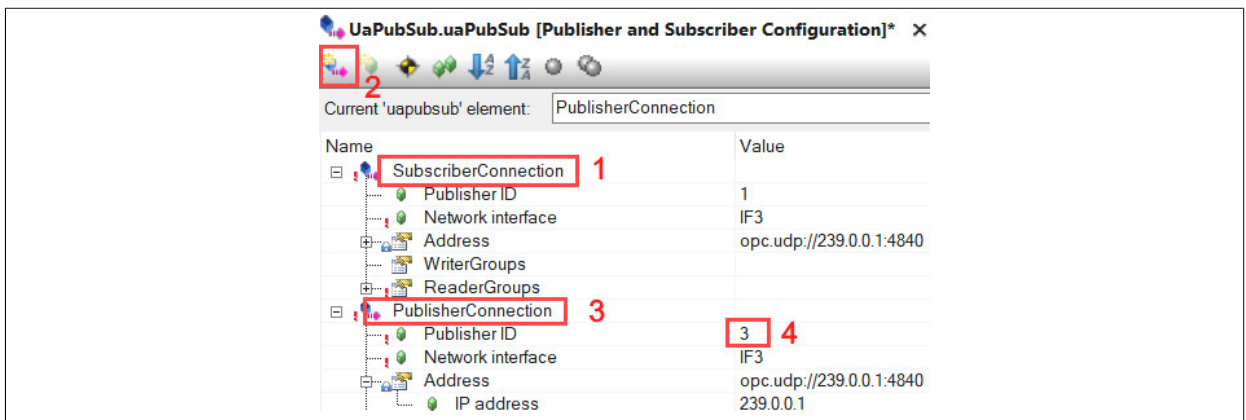 UaPubSub.uaPubSub [Publisher and Subscriber Configuration]* ×
2
Current 'uapubsub' element: PublisherConnection
Name Value
SubscriberConnection 1
Publisher ID 1
Network interface IF3
Address opc.udp://239.0.0.1:4840
WriterGroups
ReaderGroups
PublisherConnection 3
Publisher ID 3 4
Network interface IF3
Address opc.udp://239.0.0.1:4840
IP address 239.0.0.1